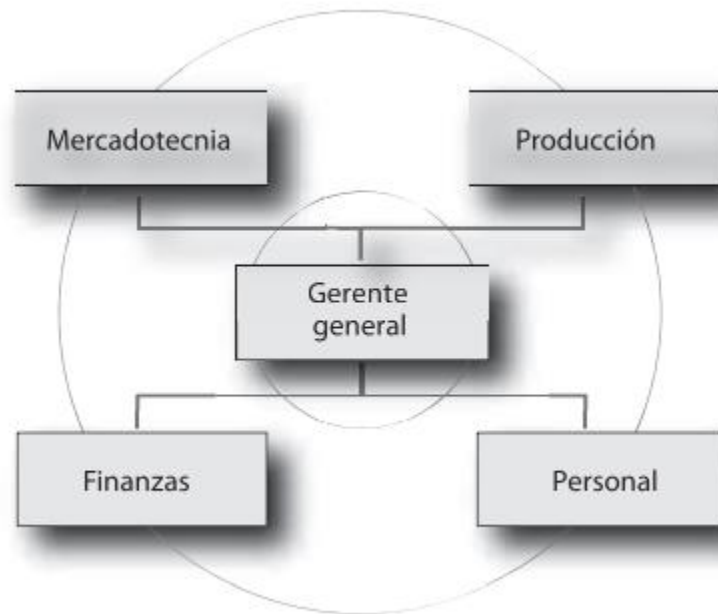 Mercadotecnia
Producción
Gerente
general
Finanzas
Personal